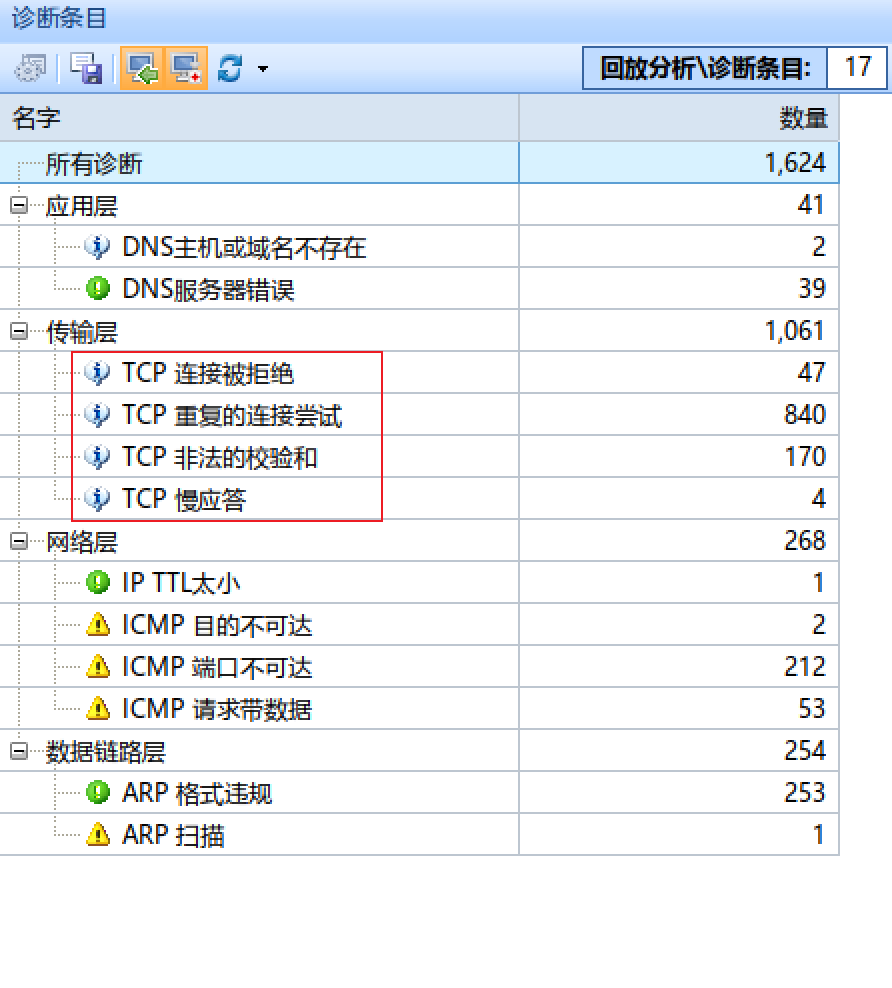 诊断条目
回放分析\诊断条目: 17
名字 数量
所有诊断 1,624
应用层 41
DNS主机或域名不存在 2
DNS服务器错误 39
传输层 1,061
TCP 连接被拒绝 47
TCP 重复的连接尝试 840
TCP 非法的校验和 170
TCP 慢应答 4
网络层 268
IP TTL太小 1
ICMP 目的不可达 2
ICMP 端口不可达 212
ICMP 请求带数据 53
数据链路层 254
ARP 格式违规 253
ARP 扫描 1